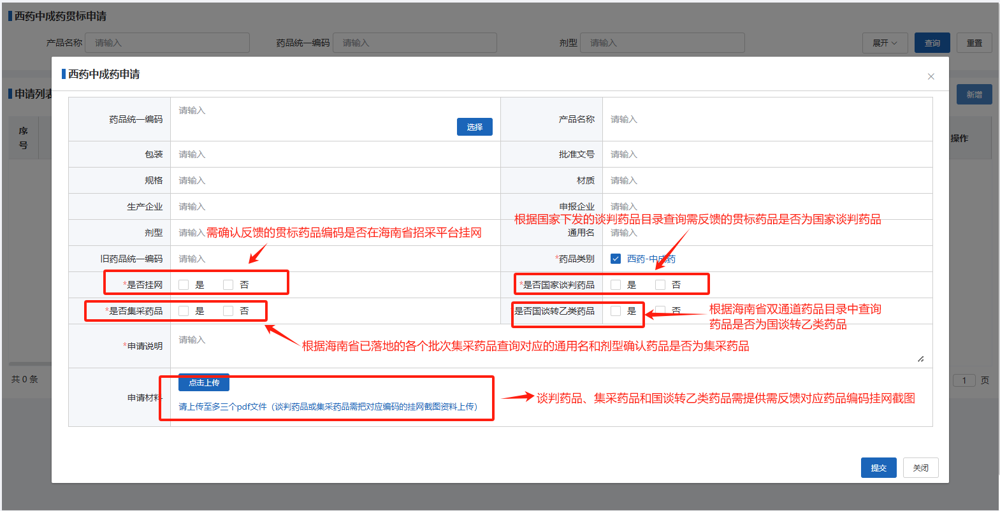 西药中成药贯标申请
产品名称 请输入 药品统一编码 请输入 剂型 请输入 展开 查询 重置
西药中成药申请
申请列表 新增
药品统一编码 请输入 选择 产品名称 请输入
序号 操作
包装 请输入 批准文号 请输入
规格 请输入 材质 请输入
生产企业 请输入 申报企业 请输入
根据国家下发的谈判药品目录查询需反馈的贯标药品是否为国家谈判药品
剂型 请输入 需确认反馈的贯标药品编码是否在海南省招采平台挂网 通用名 请输入
旧药品统一编码 请输入 *药品类别 西药-中成药
*是否挂网 是 否 *是否国家谈判药品 是 否
*是否集采药品 是 否 是否国谈转乙类药品 是 否
根据海南省双通道药品目录中查询
药品是否为国谈转乙类药品
*申请说明 请输入
根据海南省已落地的各个批次集采药品查询对应的通用名和剂型确认药品是否为集采药品
共 0 条 1 页
申请材料 点击上传
请上传至多三个pdf文件（谈判药品或集采药品需把对应编码的挂网截图资料上传）
谈判药品、集采药品和国谈转乙类药品需提供需反馈对应药品编码挂网截图
提交 关闭